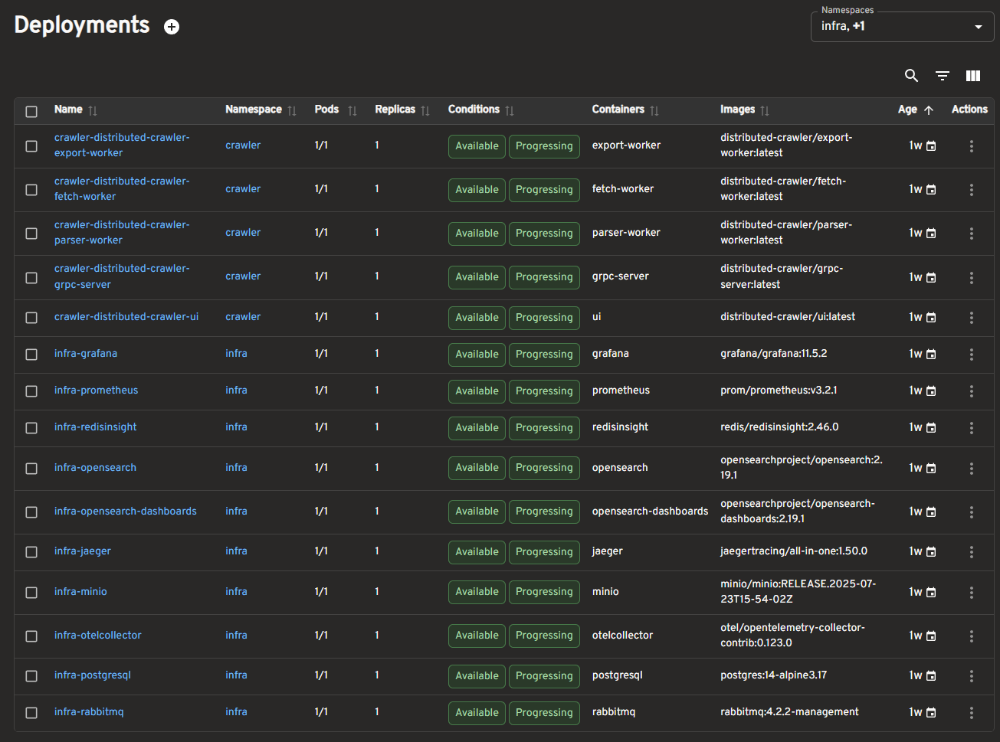 Deployments
Namespaces
infra, +1
Name Namespace Pods Replicas Conditions Containers Images Age Actions
crawler-distributed-crawler-
export-worker crawler 1/1 1 Available Progressing export-worker distributed-crawler/export-
worker:latest 1w
crawler-distributed-crawler-
fetch-worker crawler 1/1 1 Available Progressing fetch-worker distributed-crawler/fetch-
worker:latest 1w
crawler-distributed-crawler-
parser-worker crawler 1/1 1 Available Progressing parser-worker distributed-crawler/parser-
worker:latest 1w
crawler-distributed-crawler-
grpc-server crawler 1/1 1 Available Progressing grpc-server distributed-crawler/grpc-
server:latest 1w
crawler-distributed-crawler-ui crawler 1/1 1 Available Progressing ui distributed-crawler/ui:latest 1w
infra-grafana infra 1/1 1 Available Progressing grafana grafana/grafana:11.5.2 1w
infra-prometheus infra 1/1 1 Available Progressing prometheus prom/prometheus:v3.2.1 1w
infra-redisinsight infra 1/1 1 Available Progressing redisinsight redis/redisinsight:2.46.0 1w
infra-opensearch infra 1/1 1 Available Progressing opensearch opensearchproject/opensearch:2.
19.1 1w
infra-opensearch-dashboards infra 1/1 1 Available Progressing opensearch-dashboards opensearchproject/opensearch-
dashboards:2.19.1 1w
infra-jaeger infra 1/1 1 Available Progressing jaeger jaegertracing/all-in-one:1.50.0 1w
infra-minio infra 1/1 1 Available Progressing minio minio/minio:RELEASE.2025-07-
23T15-54-02Z 1w
infra-otelcollector infra 1/1 1 Available Progressing otelcollector otel/opentelemetry-collector-
contrib:0.123.0 1w
infra-postgresql infra 1/1 1 Available Progressing postgresql postgres:14-alpine3.17 1w
infra-rabbitmq infra 1/1 1 Available Progressing rabbitmq rabbitmq:4.2.2-management 1w